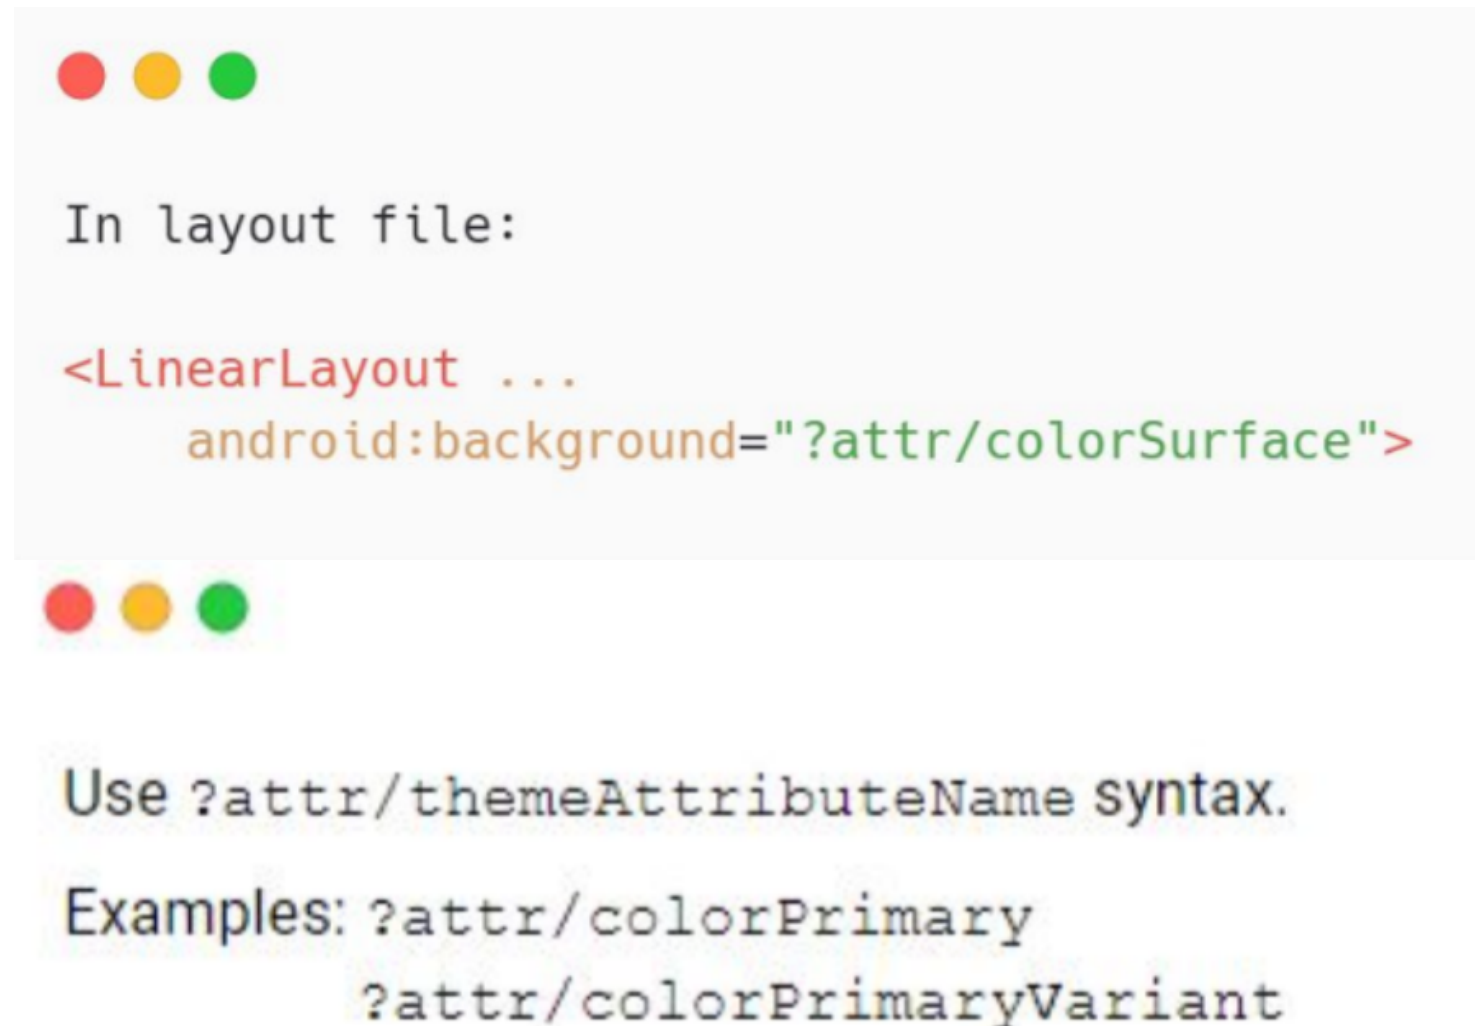 In layout file:
<LinearLayout ...
android:background="?attr/colorSurface">
Use ?attr/themeAttributeName syntax.
Examples: ?attr/colorPrimary
?attr/colorPrimaryVariant